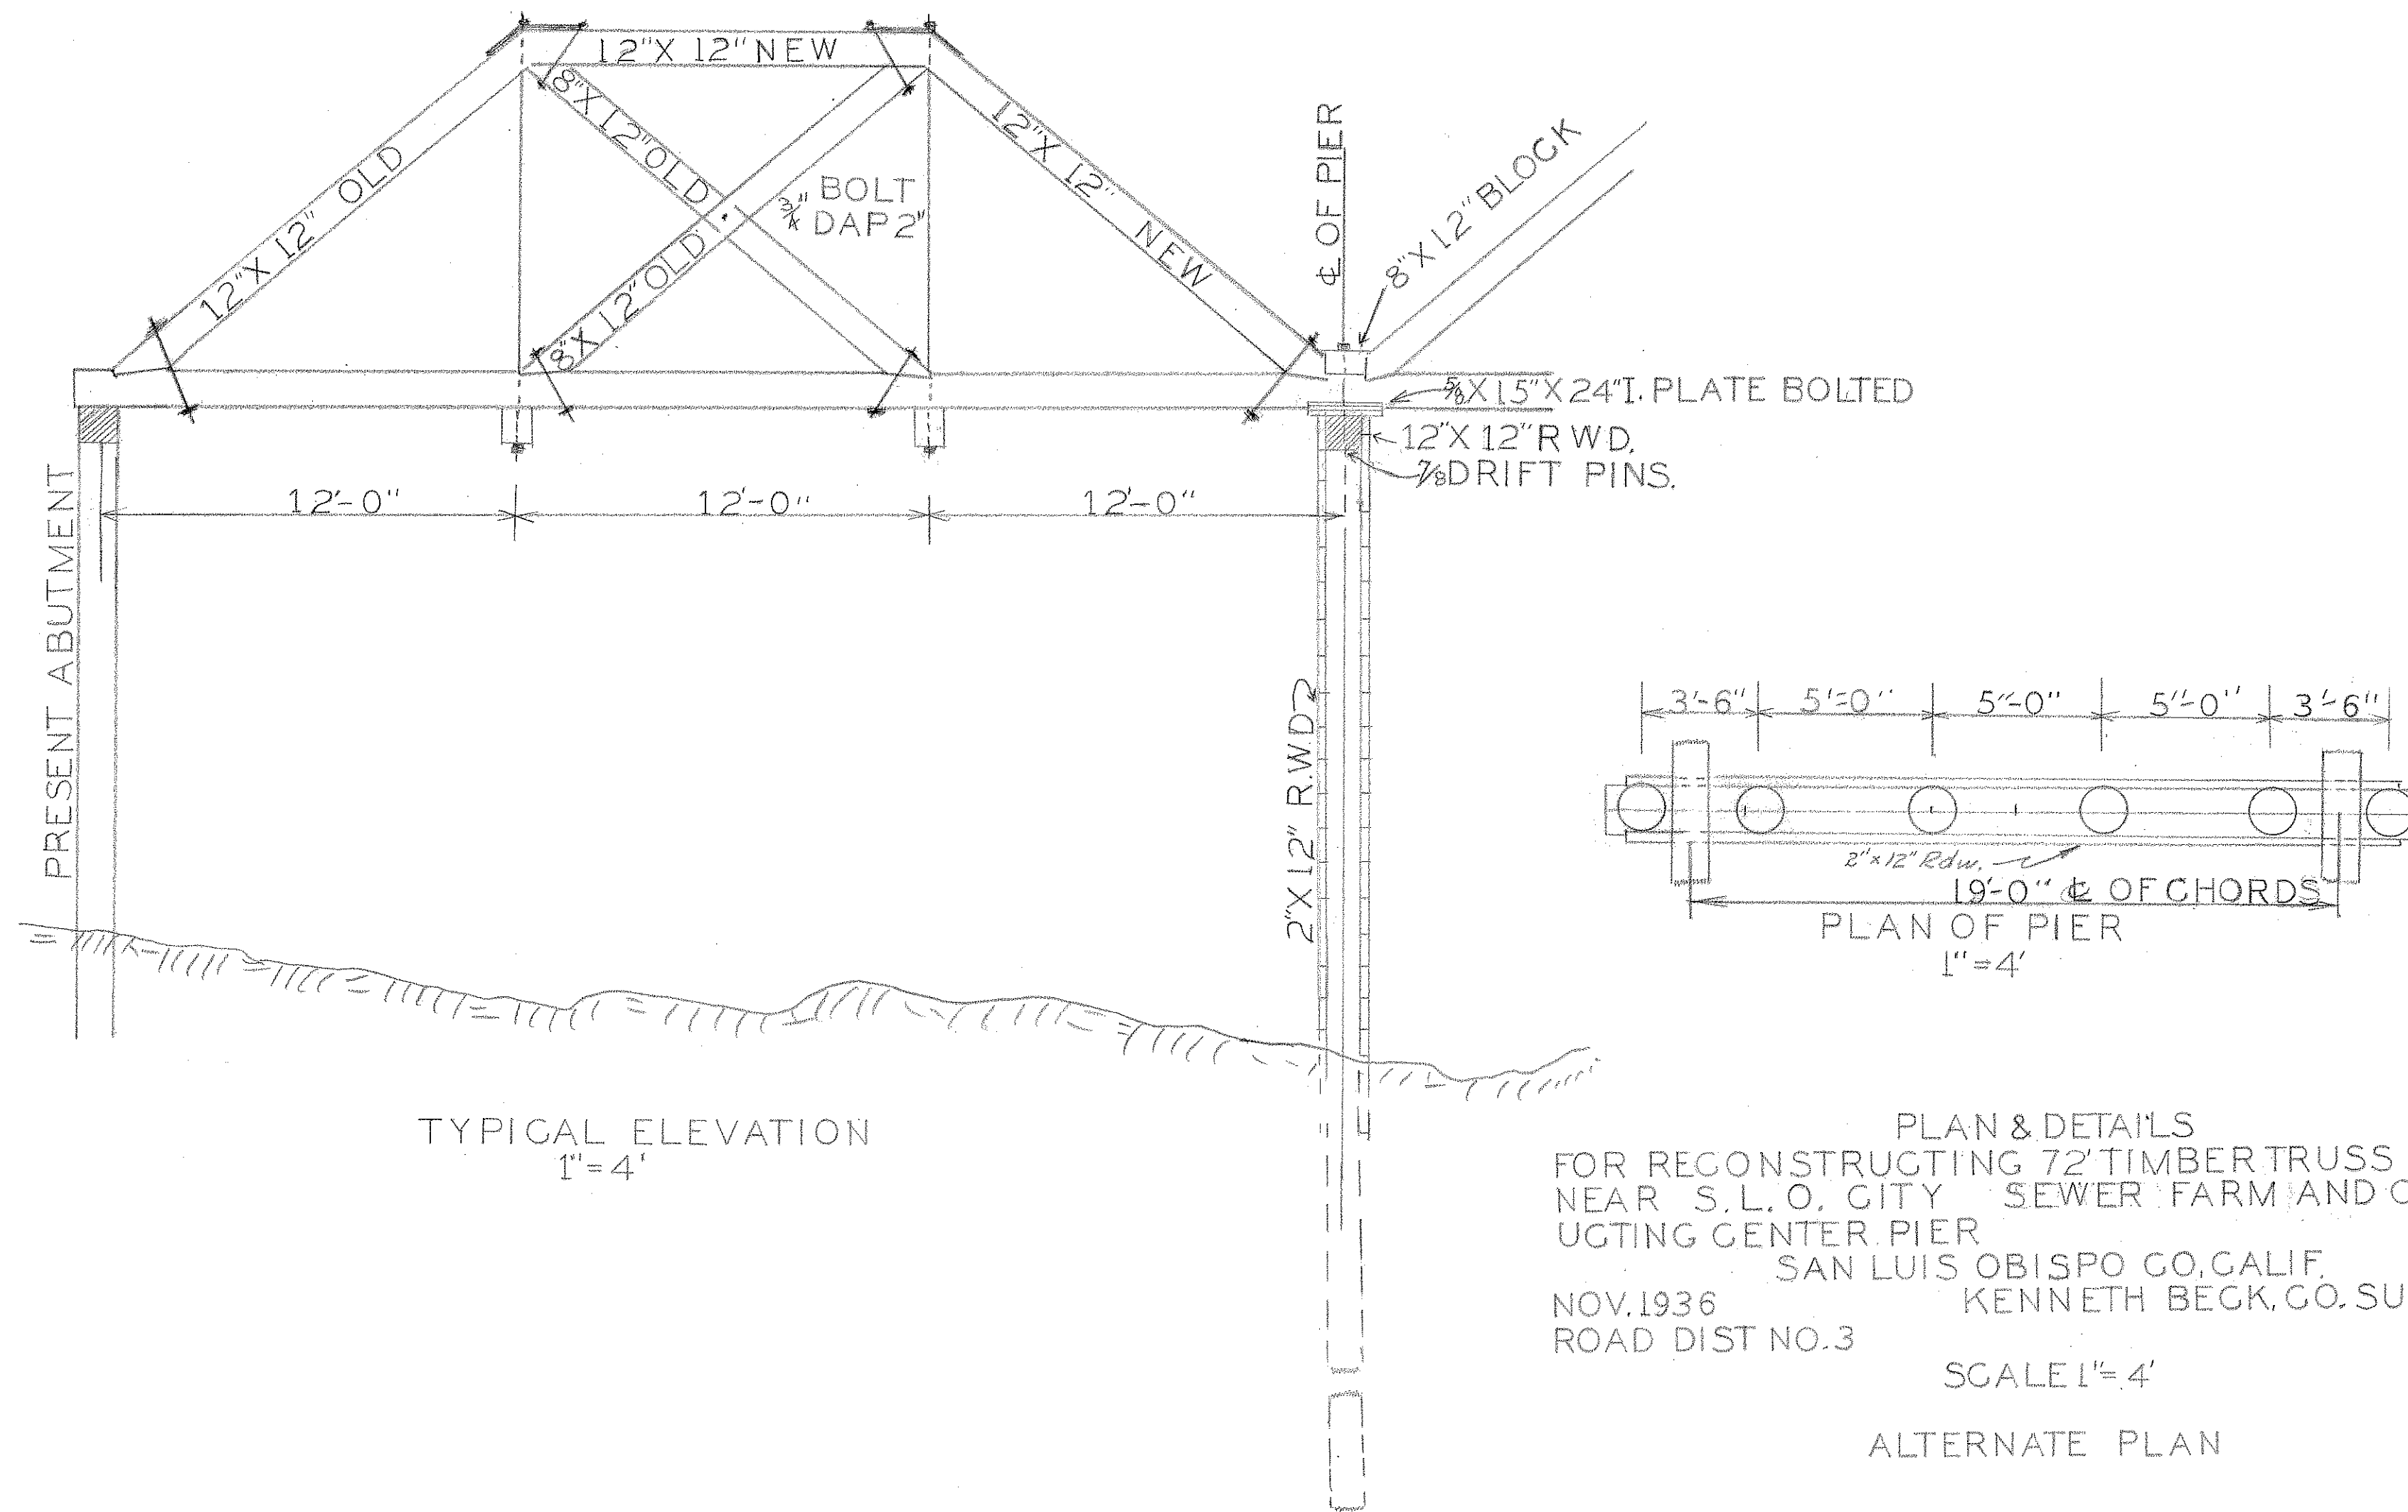 12"X 12" NEW
8"X 12" OLD
12"X 12" OLD
8"X 12" OLD
3/4" BOLT
DAP 2"
12"X 12" NEW
℄ OF PIER
8"X 12" BLOCK
5/8X 15"X 24" I. PLATE BOLTED
12"X 12" R W D.
7/8 DRIFT PINS.
12'-0" 12'-0" 12'-0"
PRESENT ABUTMENT
2"X 12" R.W.D.
3'-6" 5'-0" 5'-0" 5'-0" 3'-6"
2"x12" Rdw.
19'-0" ℄ OF CHORDS
PLAN OF PIER
1"=4'
TYPICAL ELEVATION
1"=4'
PLAN & DETAILS
FOR RECONSTRUCTING 72' TIMBER TRUSS
NEAR S.L.O. CITY SEWER FARM AND C
UCTING CENTER PIER
SAN LUIS OBISPO CO, CALIF.
NOV. 1936 KENNETH BECK, CO. SU
ROAD DIST NO. 3
SCALE 1"=4'
ALTERNATE PLAN